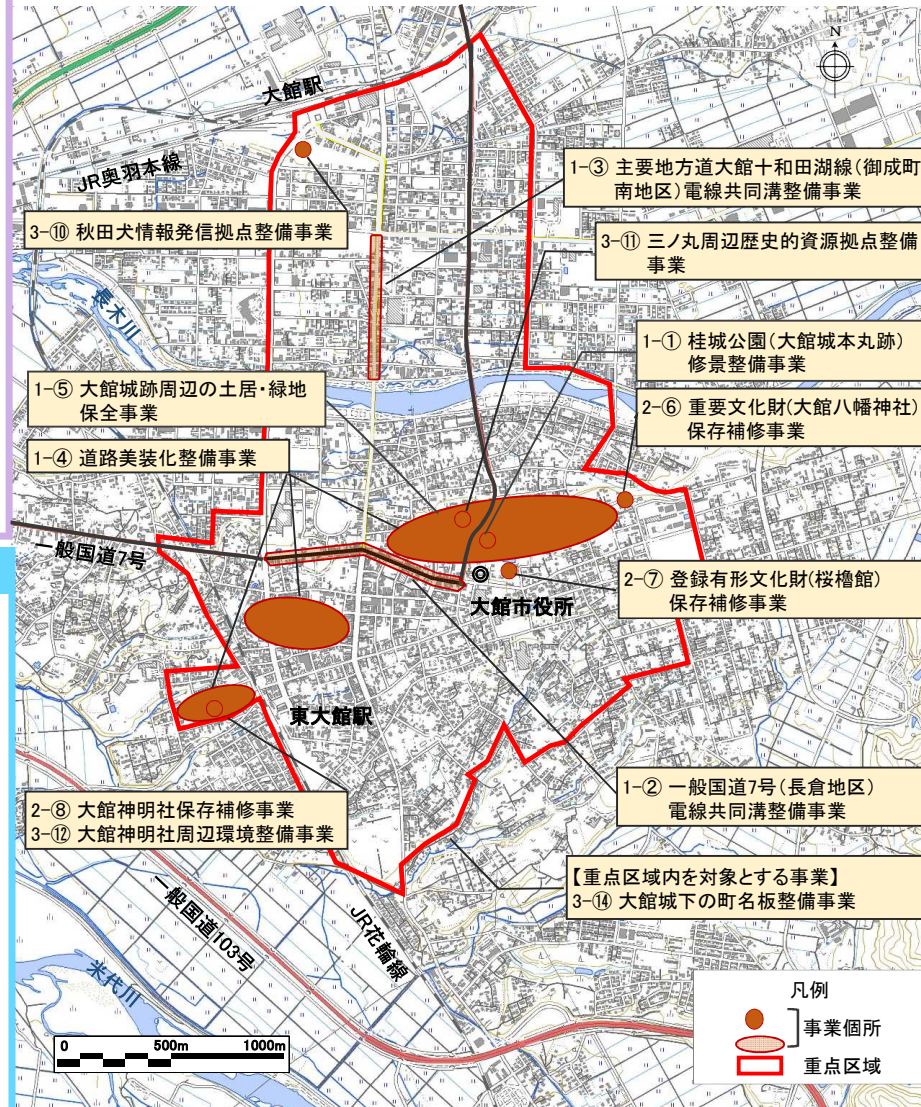 N
大館駅
JR奥羽本線
1-③ 主要地方道大館十和田湖線(御成町
南地区)電線共同溝整備事業
3-⑩ 秋田犬情報発信拠点整備事業
3-⑪ 三ノ丸周辺歴史的資源拠点整備
事業
長木川
1-① 桂城公園(大館城本丸跡)
修景整備事業
1-⑤ 大館城跡周辺の土居・緑地
保全事業
2-⑥ 重要文化財(大館八幡神社)
保存補修事業
1-④ 道路美装化整備事業
一般国道7号
2-⑦ 登録有形文化財(桜櫓館)
保存補修事業
大館市役所
東大館駅
1-② 一般国道7号(長倉地区)
電線共同溝整備事業
2-⑧ 大館神明社保存補修事業
3-⑫ 大館神明社周辺環境整備事業
【重点区域内を対象とする事業】
3-⑭ 大館城下の町名板整備事業
一般国道103号
JR花輪線
米代川
凡例
事業個所
重点区域
0 500m 1000m